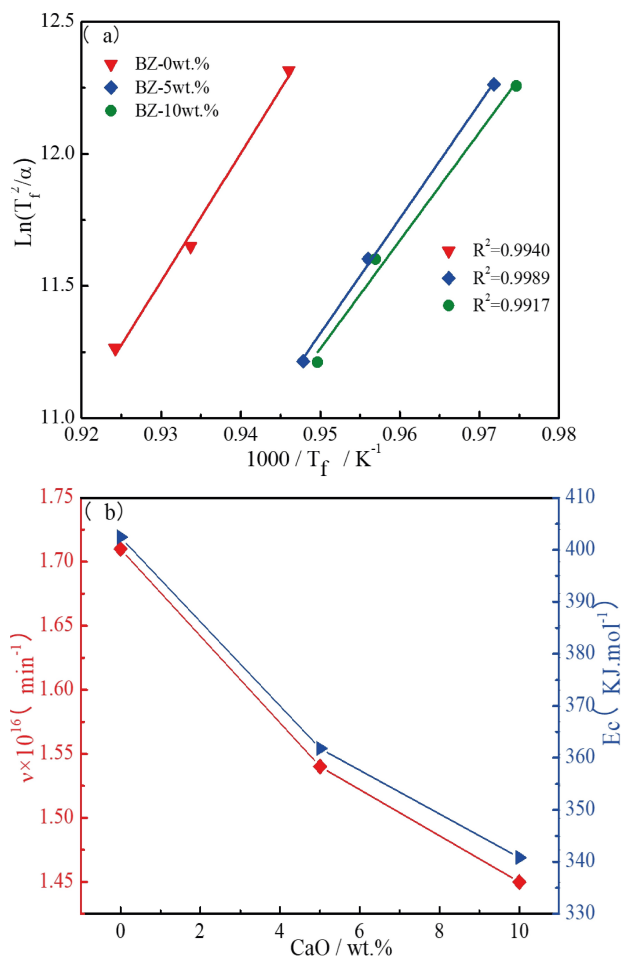 ( a)
BZ-0wt.%
BZ-5wt.%
BZ-10wt.%
R²=0.9940
R²=0.9989
R²=0.9917
Ln(T_f²/α)
12.5
12.0
11.5
11.0
0.92 0.93 0.94 0.95 0.96 0.97 0.98
1000 / T_f / K⁻¹
( b)
1.75
1.70
1.65
1.60
1.55
1.50
1.45
ν×10¹⁶( min⁻¹)
410
400
390
380
370
360
350
340
330
Ec( KJ.mol⁻¹)
0 2 4 6 8 10
CaO / wt.%